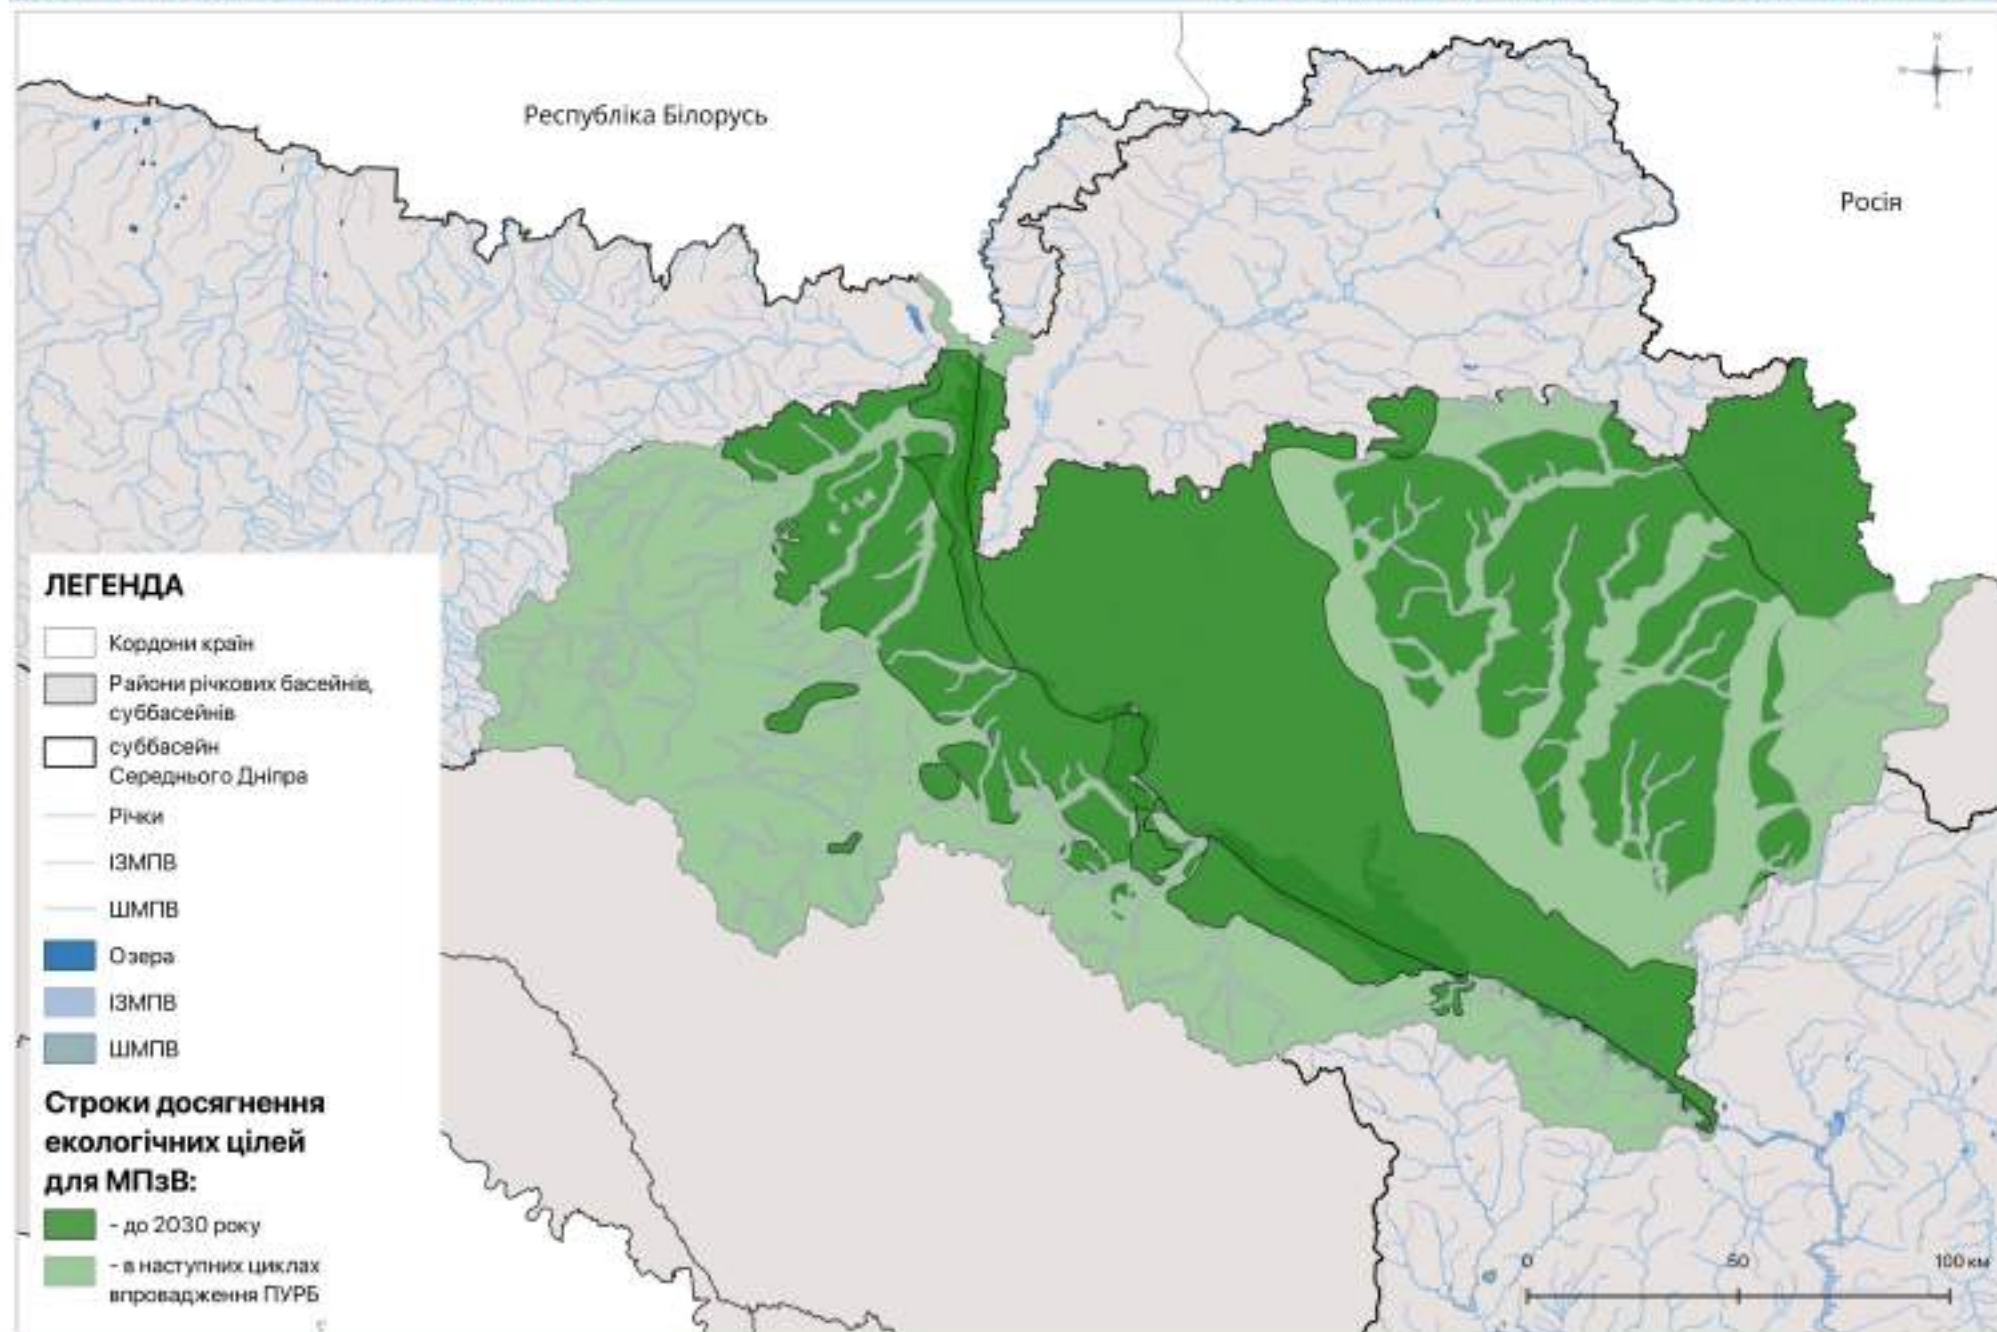 Республіка Білорусь
Росія
ЛЕГЕНДА
Кордони країн
Райони річкових басейнів,
суббасейнів
суббасейн
Середнього Дніпра
Річки
ІЗМПВ
ШМПВ
Озера
ІЗМПВ
ШМПВ
Строки досягнення
екологічних цілей
для МПзВ:
- до 2030 року
- в наступних циклах
впровадження ПУРБ
0 50 100 км